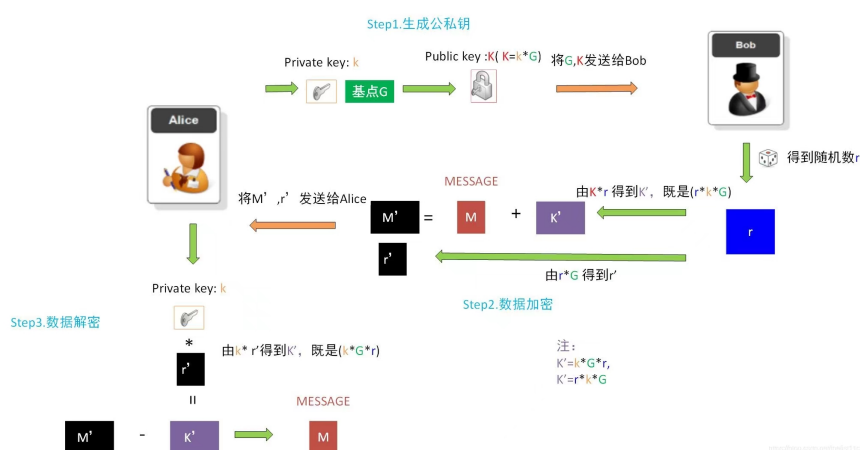 Step1.生成公私钥
Private key: k
基点G
Public key :K( K=k*G)
将G,K发送给Bob
Bob
Alice
得到随机数r
由K*r 得到K’，既是(r*k*G)
r
MESSAGE
将M’,r’发送给Alice
M’ = M + K’
r’
由r*G 得到r’
Step2.数据加密
Private key: k
Step3.数据解密
*
r’
由k* r’得到K’，既是(k*G*r)
=
注：
K’=k*G*r,
K’=r*k*G
MESSAGE
M’ - K’ M